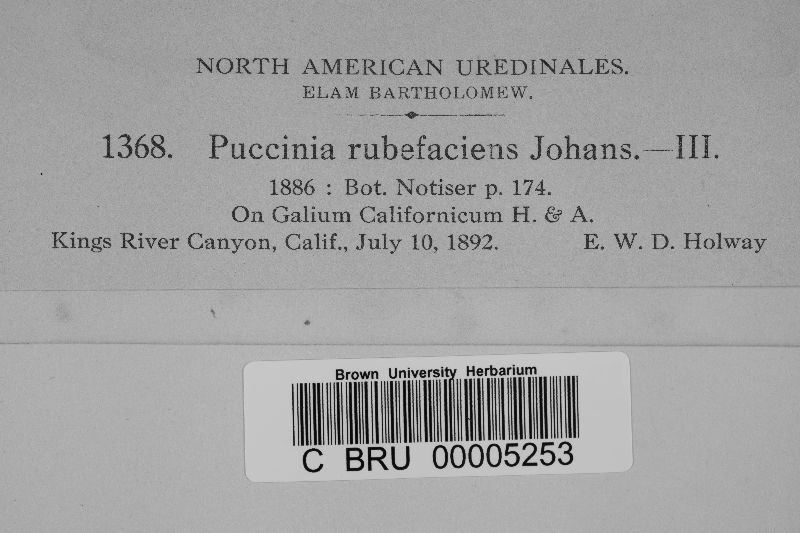 NORTH AMERICAN UREDINALES.
ELAM BARTHOLOMEW.
1368. Puccinia rubefaciens Johans.—III.
1886 : Bot. Notiser p. 174.
On Galium Californicum H. & A.
Kings River Canyon, Calif., July 10, 1892. E. W. D. Holway
Brown University Herbarium
C BRU 00005253